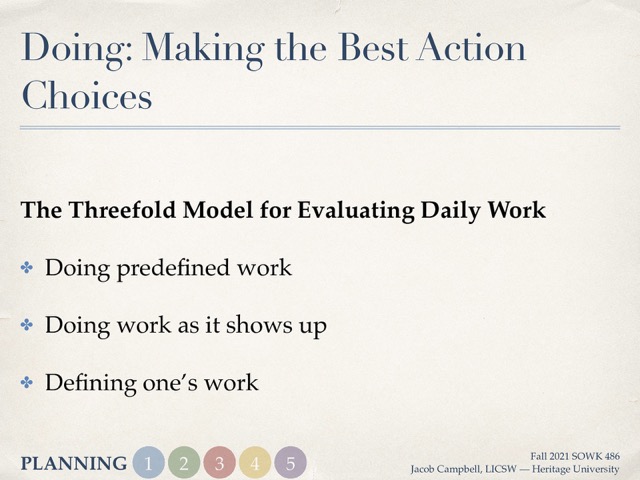 Doing: Making the Best Action
Choices
The Threefold Model for Evaluating Daily Work
Doing predefined work
Doing work as it shows up
Defining one’s work
PLANNING 1 2 3 4 5
Fall 2021 SOWK 486
Jacob Campbell, LICSW — Heritage University